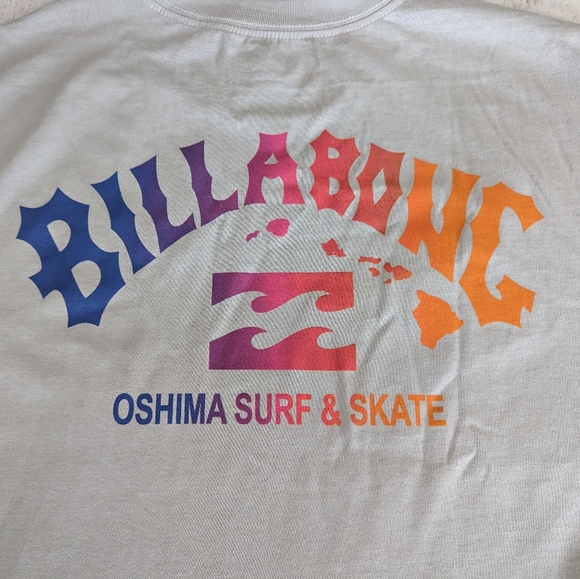 BILLABONG
OSHIMA SURF & SKATE